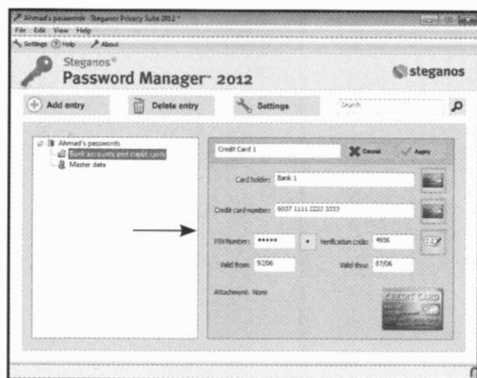 Ahmad's passwords - Steganos Privacy Suite 2012 *
File Edit View Help
Settings Help About
Steganos®
Password Manager™ 2012
steganos
Add entry Delete entry Settings Search
Ahmad's passwords
Bank accounts and credit cards
Master data
Credit Card 1 Cancel Apply
Card holder: Bank 1
Credit card number: 6037 1111 2222 3333
PIN Number: ***** Verification code: 4936
Valid from: 92/06 Valid thru: 87/06
Attachment: None
CREDIT CARD